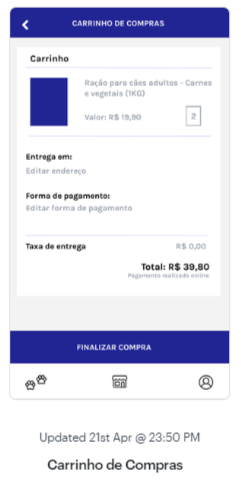 CARRINHO DE COMPRAS
Carrinho
Ração para cães adultos - Carnes
e vegetais (1KG)
Valor: R$ 19,90
2
Entrega em:
Editar endereço
Forma de pagamento:
Editar forma de pagamento
Taxa de entrega R$ 0,00
Total: R$ 39,80
Pagamento realizado online
FINALIZAR COMPRA
Updated 21st Apr @ 23:50 PM
Carrinho de Compras